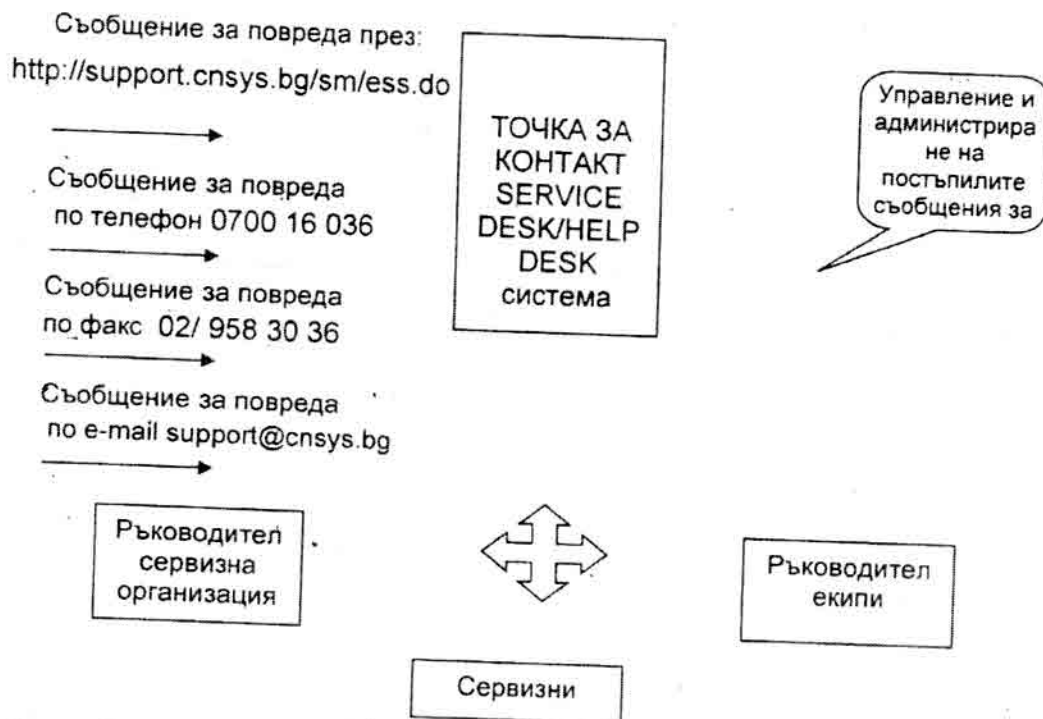 Съобщение за повреда през:
http://support.cnsys.bg/sm/ess.do
Съобщение за повреда
по телефон 0700 16 036
Съобщение за повреда
по факс 02/ 958 30 36
Съобщение за повреда
по e-mail support@cnsys.bg
ТОЧКА ЗА
КОНТАКТ
SERVICE
DESK/HELP
DESK
система
Управление и
администрира
не на
постъпилите
съобщения за
Ръководител
сервизна
организация
Ръководител
екипи
Сервизни